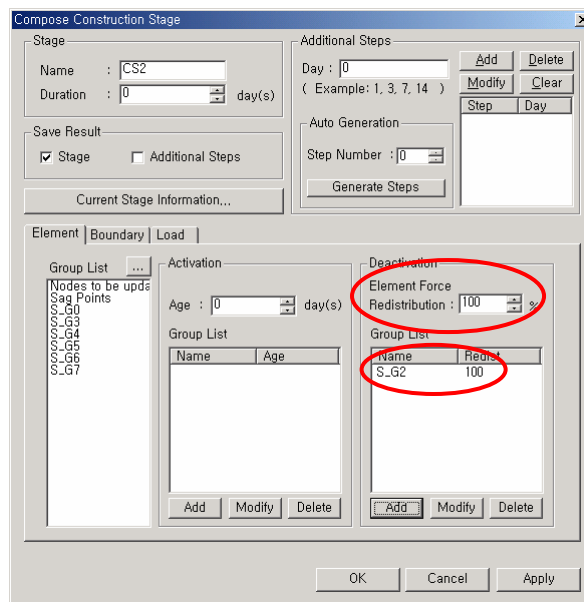 Compose Construction Stage
Stage
Name : CS2
Duration : 0 day(s)
Save Result
Stage Additional Steps
Current Stage Information...
Additional Steps
Day : 0
( Example: 1, 3, 7, 14 )
Add Delete
Modify Clear
Step Day
Auto Generation
Step Number : 0
Generate Steps
Element Boundary Load
Group List ...
Nodes to be upda
Sag Points
S_G0
S_G3
S_G4
S_G5
S_G6
S_G7
Activation
Age : 0 day(s)
Group List
Name Age
Add Modify Delete
Deactivation
Element Force
Redistribution : 100 %
Group List
Name Redist
S_G2 100
Add Modify Delete
OK Cancel Apply